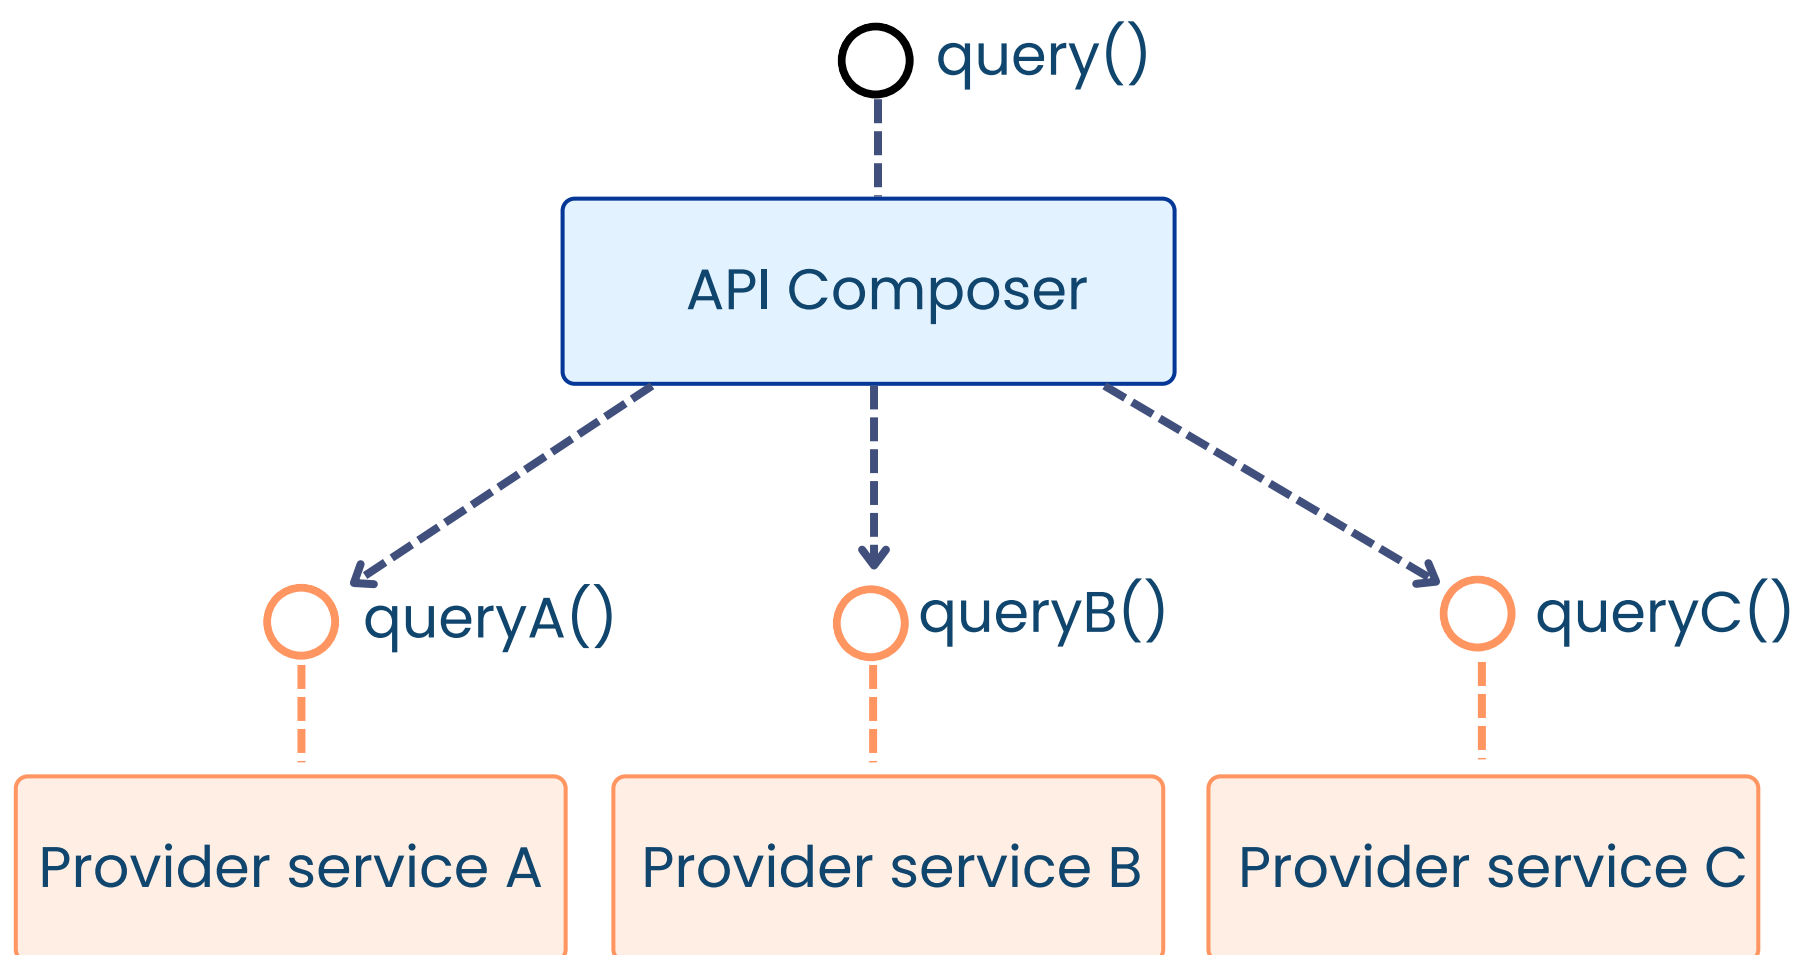 query()
API Composer
queryA()
queryB()
queryC()
Provider service A
Provider service B
Provider service C